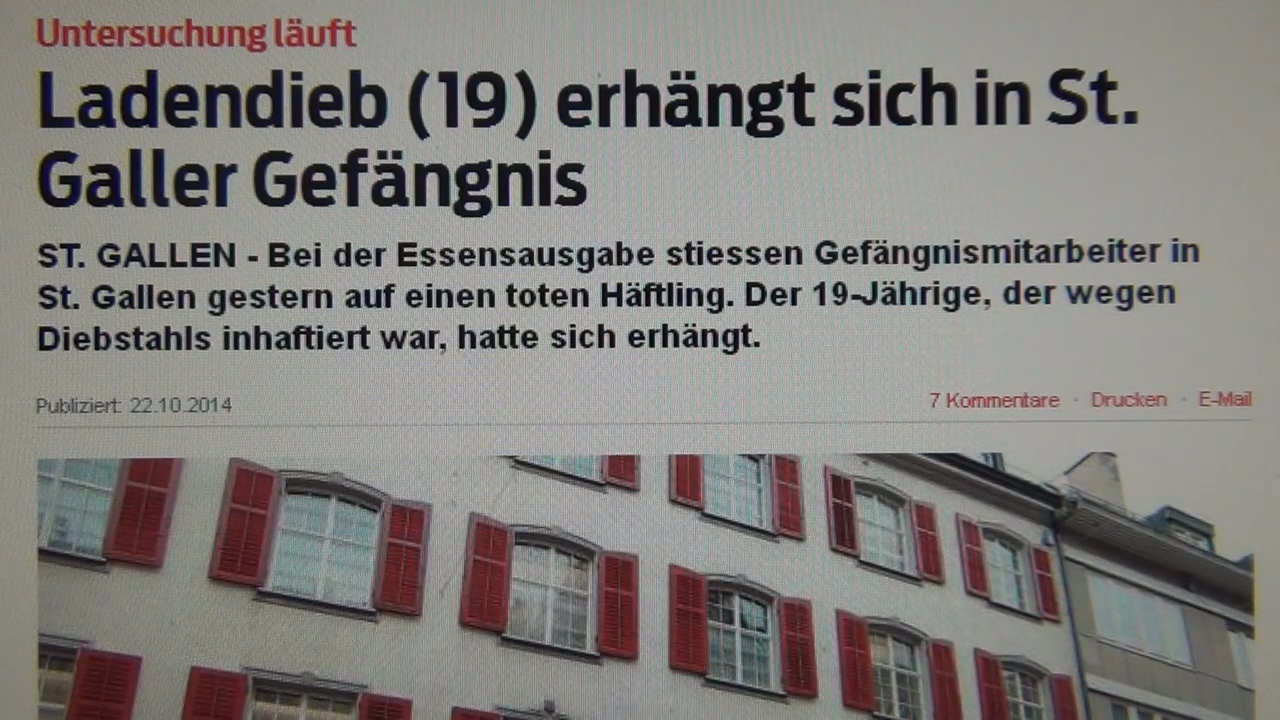 Untersuchung läuft
Ladendieb (19) erhängt sich in St.
Galler Gefängnis
ST. GALLEN - Bei der Essensausgabe stiessen Gefängnismitarbeiter in
St. Gallen gestern auf einen toten Häftling. Der 19-Jährige, der wegen
Diebstahls inhaftiert war, hatte sich erhängt.
Publiziert: 22.10.2014
7 Kommentare · Drucken · E-Mail